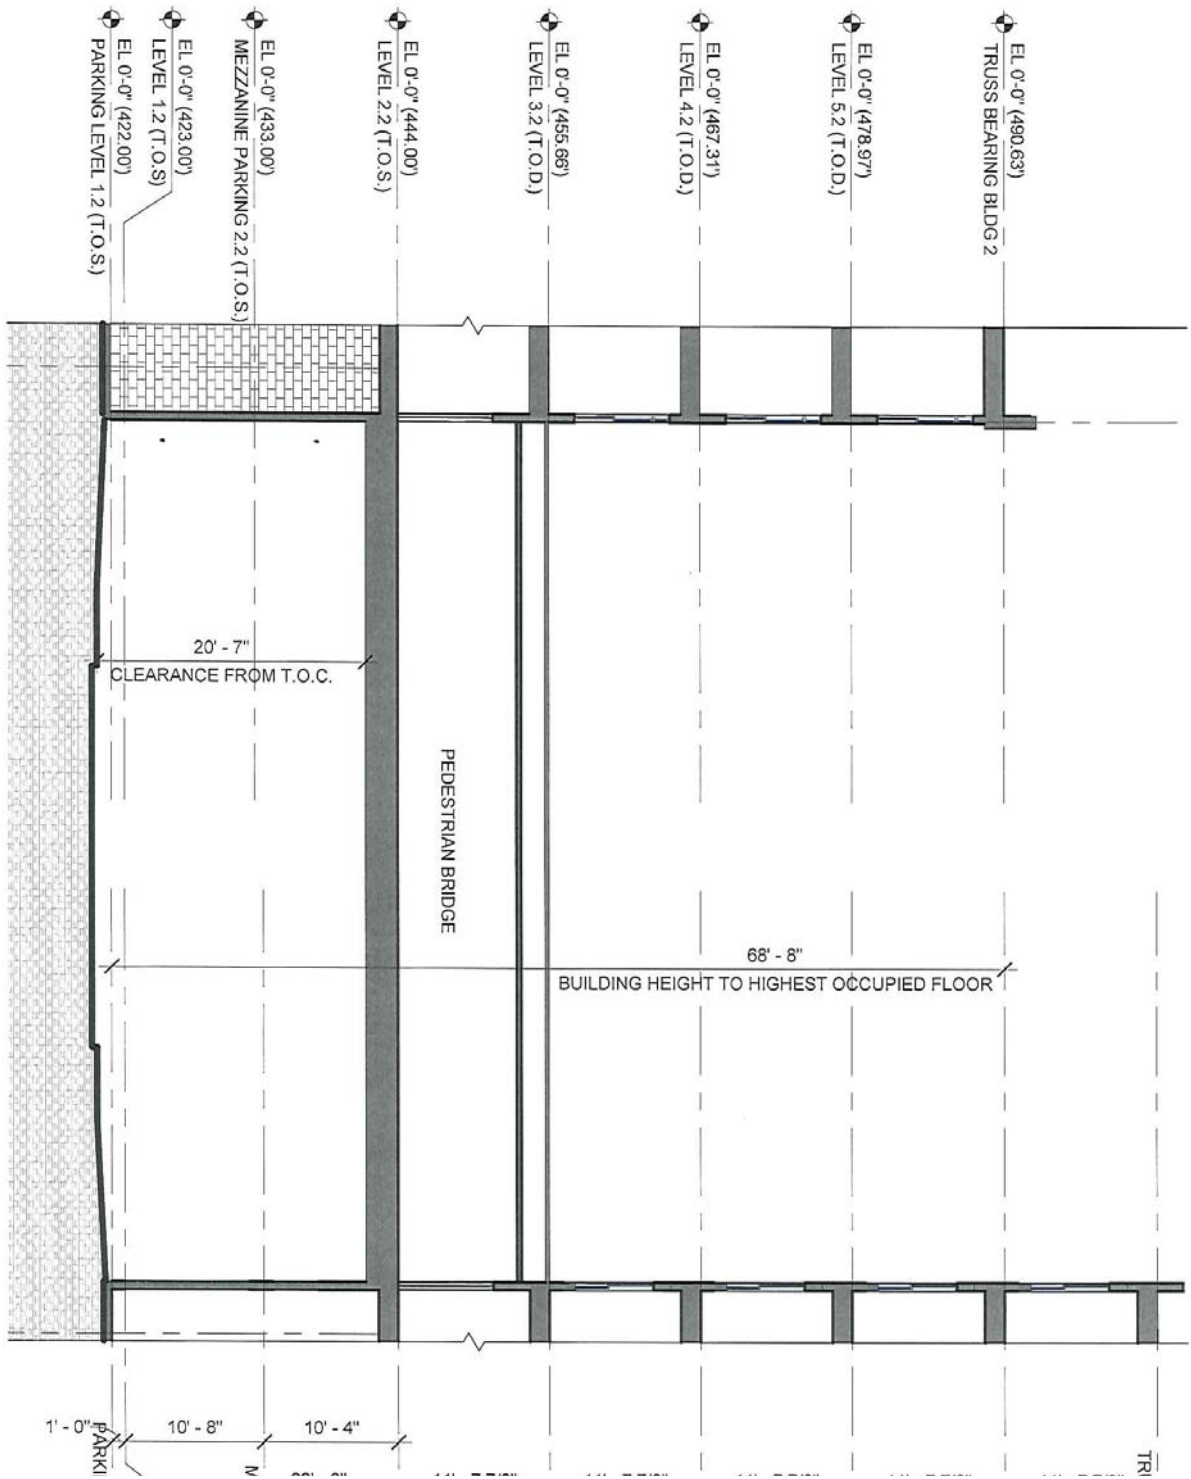 EL 0'-0" (490.63')
TRUSS BEARING BLDG 2
EL 0'-0" (478.97')
LEVEL 5.2 (T.O.D.)
EL 0'-0" (467.31')
LEVEL 4.2 (T.O.D.)
EL 0'-0" (455.66')
LEVEL 3.2 (T.O.D.)
EL 0'-0" (444.00')
LEVEL 2.2 (T.O.S.)
EL 0'-0" (433.00')
MEZZANINE PARKING 2.2 (T.O.S.)
EL 0'-0" (423.00')
LEVEL 1.2 (T.O.S)
EL 0'-0" (422.00')
PARKING LEVEL 1.2 (T.O.S.)
20' - 7"
CLEARANCE FROM T.O.C.
PEDESTRIAN BRIDGE
68' - 8"
BUILDING HEIGHT TO HIGHEST OCCUPIED FLOOR
1' - 0"
10' - 8"
10' - 4"